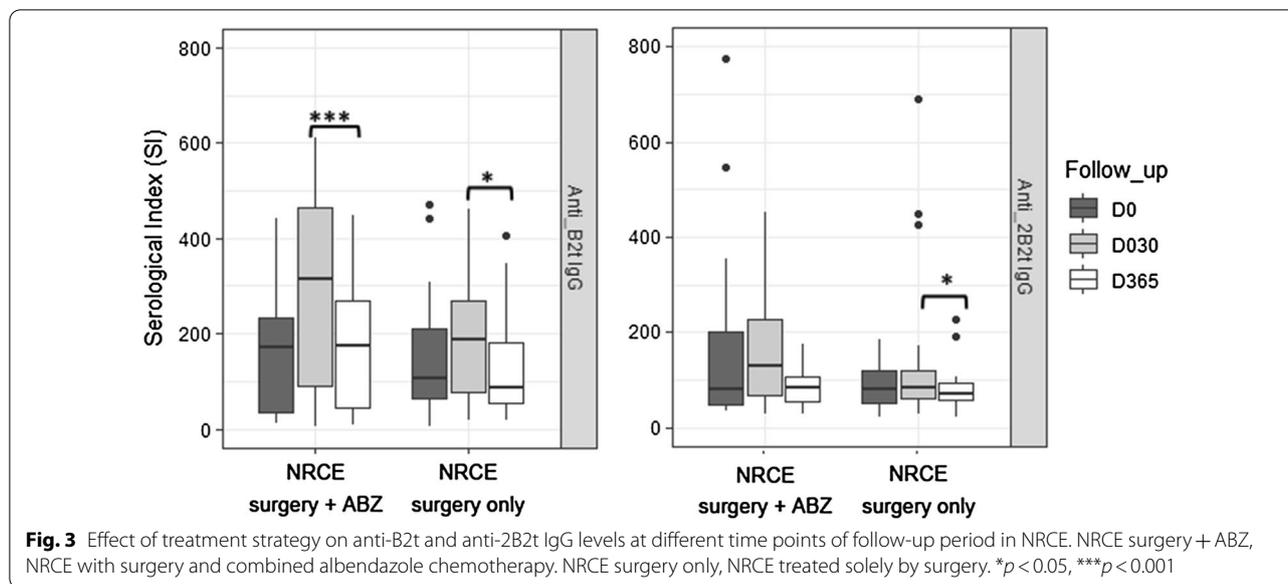 800
600
400
200
0
Serological Index (SI)
***
*
Anti_B2t IgG
NRCE
surgery + ABZ
NRCE
surgery only
800
600
400
200
0
*
Anti_2B2t IgG
NRCE
surgery + ABZ
NRCE
surgery only
Follow_up
D0
D030
D365
Fig. 3 Effect of treatment strategy on anti-B2t and anti-2B2t IgG levels at different time points of follow-up period in NRCE. NRCE surgery + ABZ,
NRCE with surgery and combined albendazole chemotherapy. NRCE surgery only, NRCE treated solely by surgery. *p < 0.05, ***p < 0.001